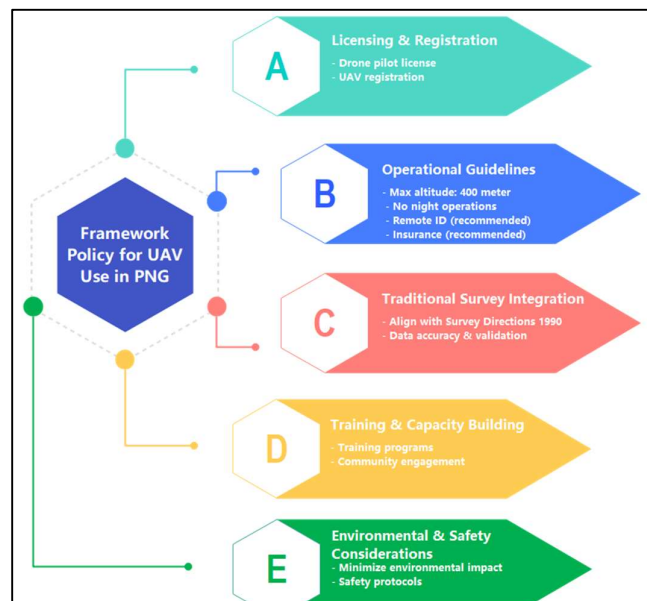 Framework
Policy for UAV
Use in PNG
A
Licensing & Registration
- Drone pilot license
- UAV registration
B
Operational Guidelines
- Max altitude: 400 meter
- No night operations
- Remote ID (recommended)
- Insurance (recommended)
C
Traditional Survey Integration
- Align with Survey Directions 1990
- Data accuracy & validation
D
Training & Capacity Building
- Training programs
- Community engagement
E
Environmental & Safety
Considerations
- Minimize environmental impact
- Safety protocols